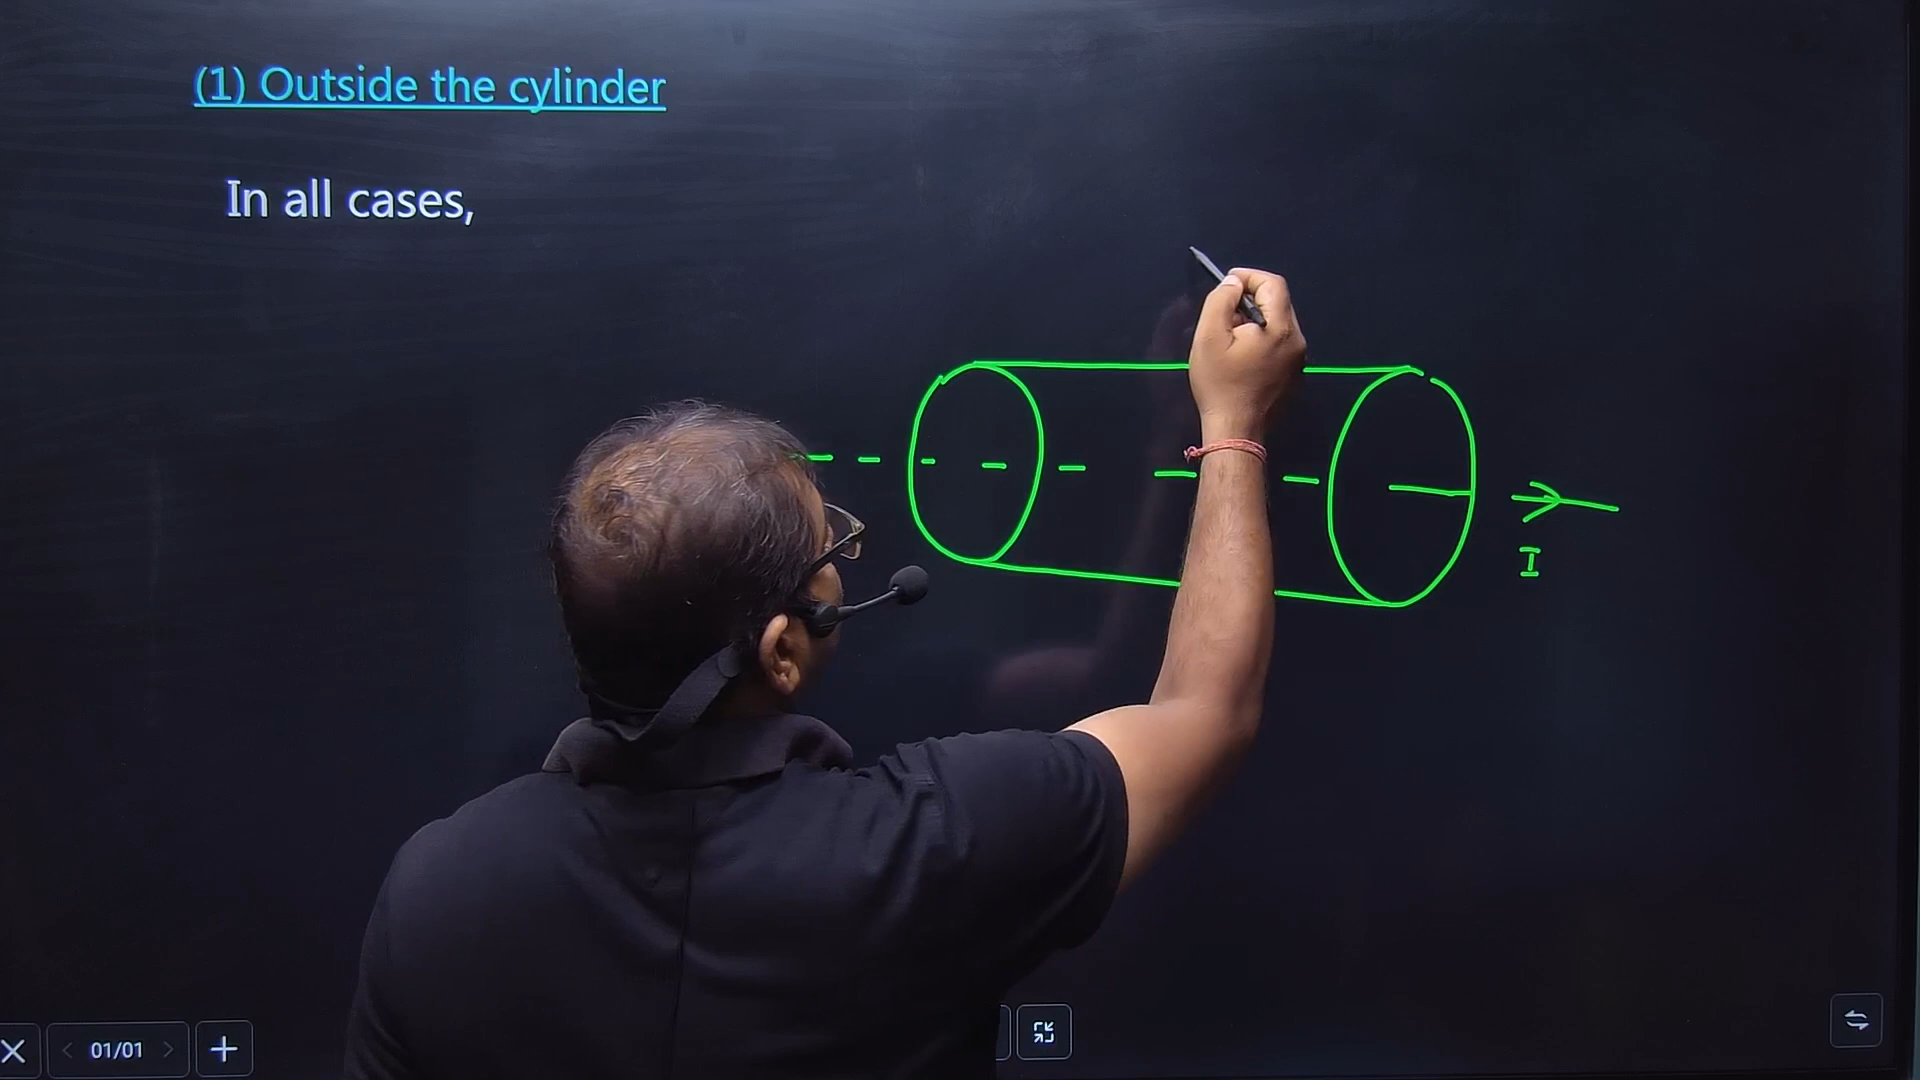 (1) Outside the cylinder
In all cases,
I
01/01